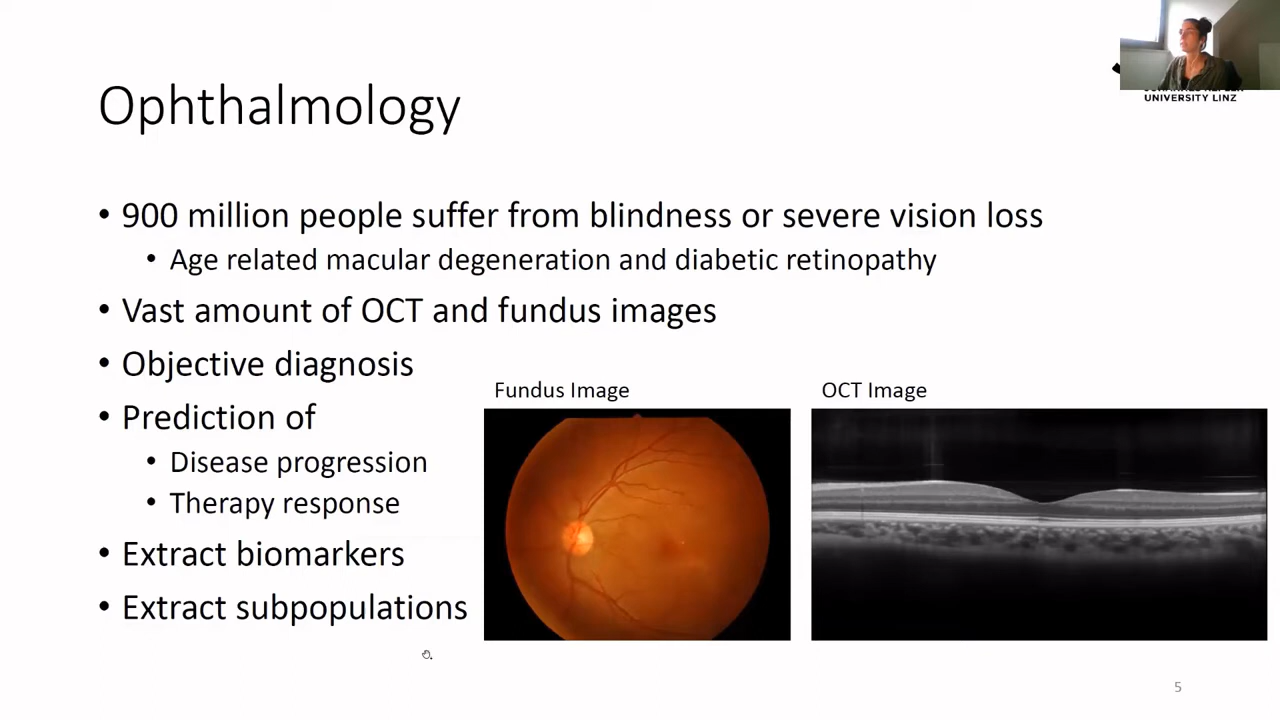 Ophthalmology
• 900 million people suffer from blindness or severe vision loss
• Age related macular degeneration and diabetic retinopathy
• Vast amount of OCT and fundus images
• Objective diagnosis
• Prediction of
• Disease progression
• Therapy response
• Extract biomarkers
• Extract subpopulations
Fundus Image
OCT Image
UNIVERSITY LINZ
5